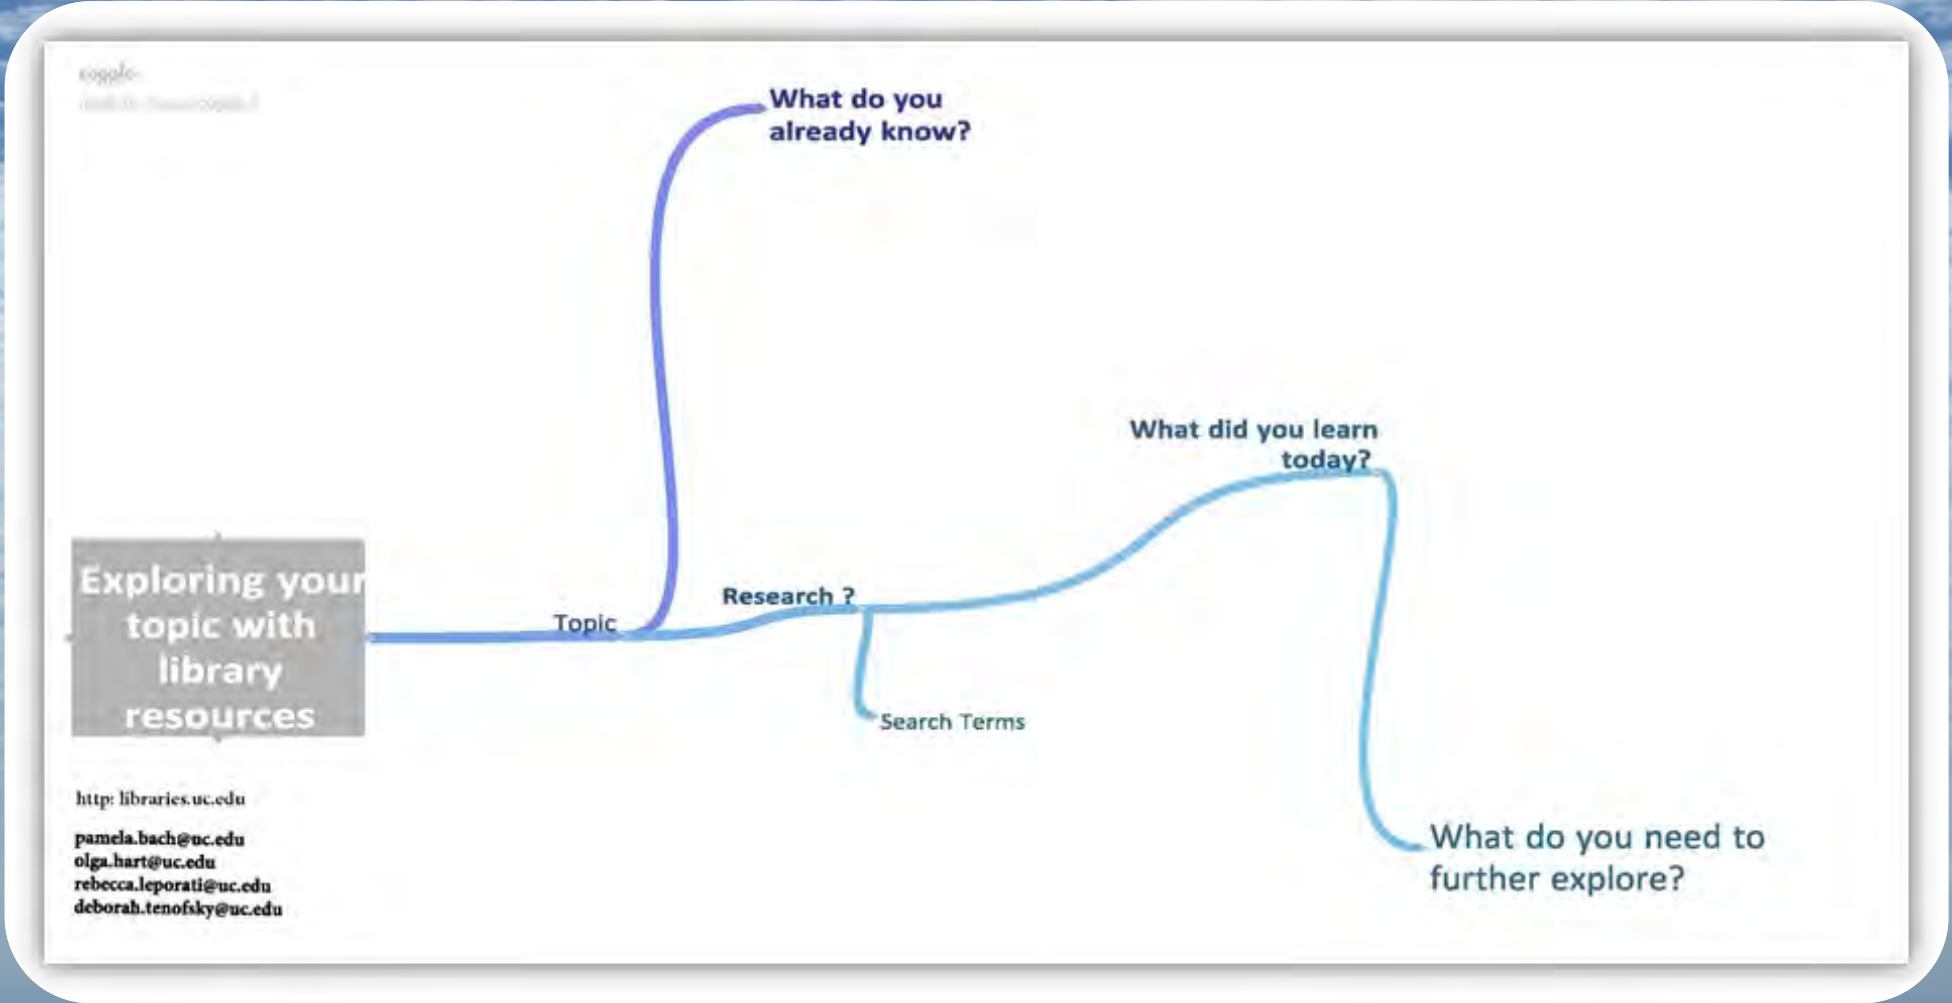 coggle
What do you
already know?
What did you learn
today?
Research ?
Topic
Exploring your
topic with
library
resources
Search Terms
http: libraries.uc.edu
pamela.bach@uc.edu
olga.hart@uc.edu
rebecca.leporati@uc.edu
deborah.tenofsky@uc.edu
What do you need to
further explore?